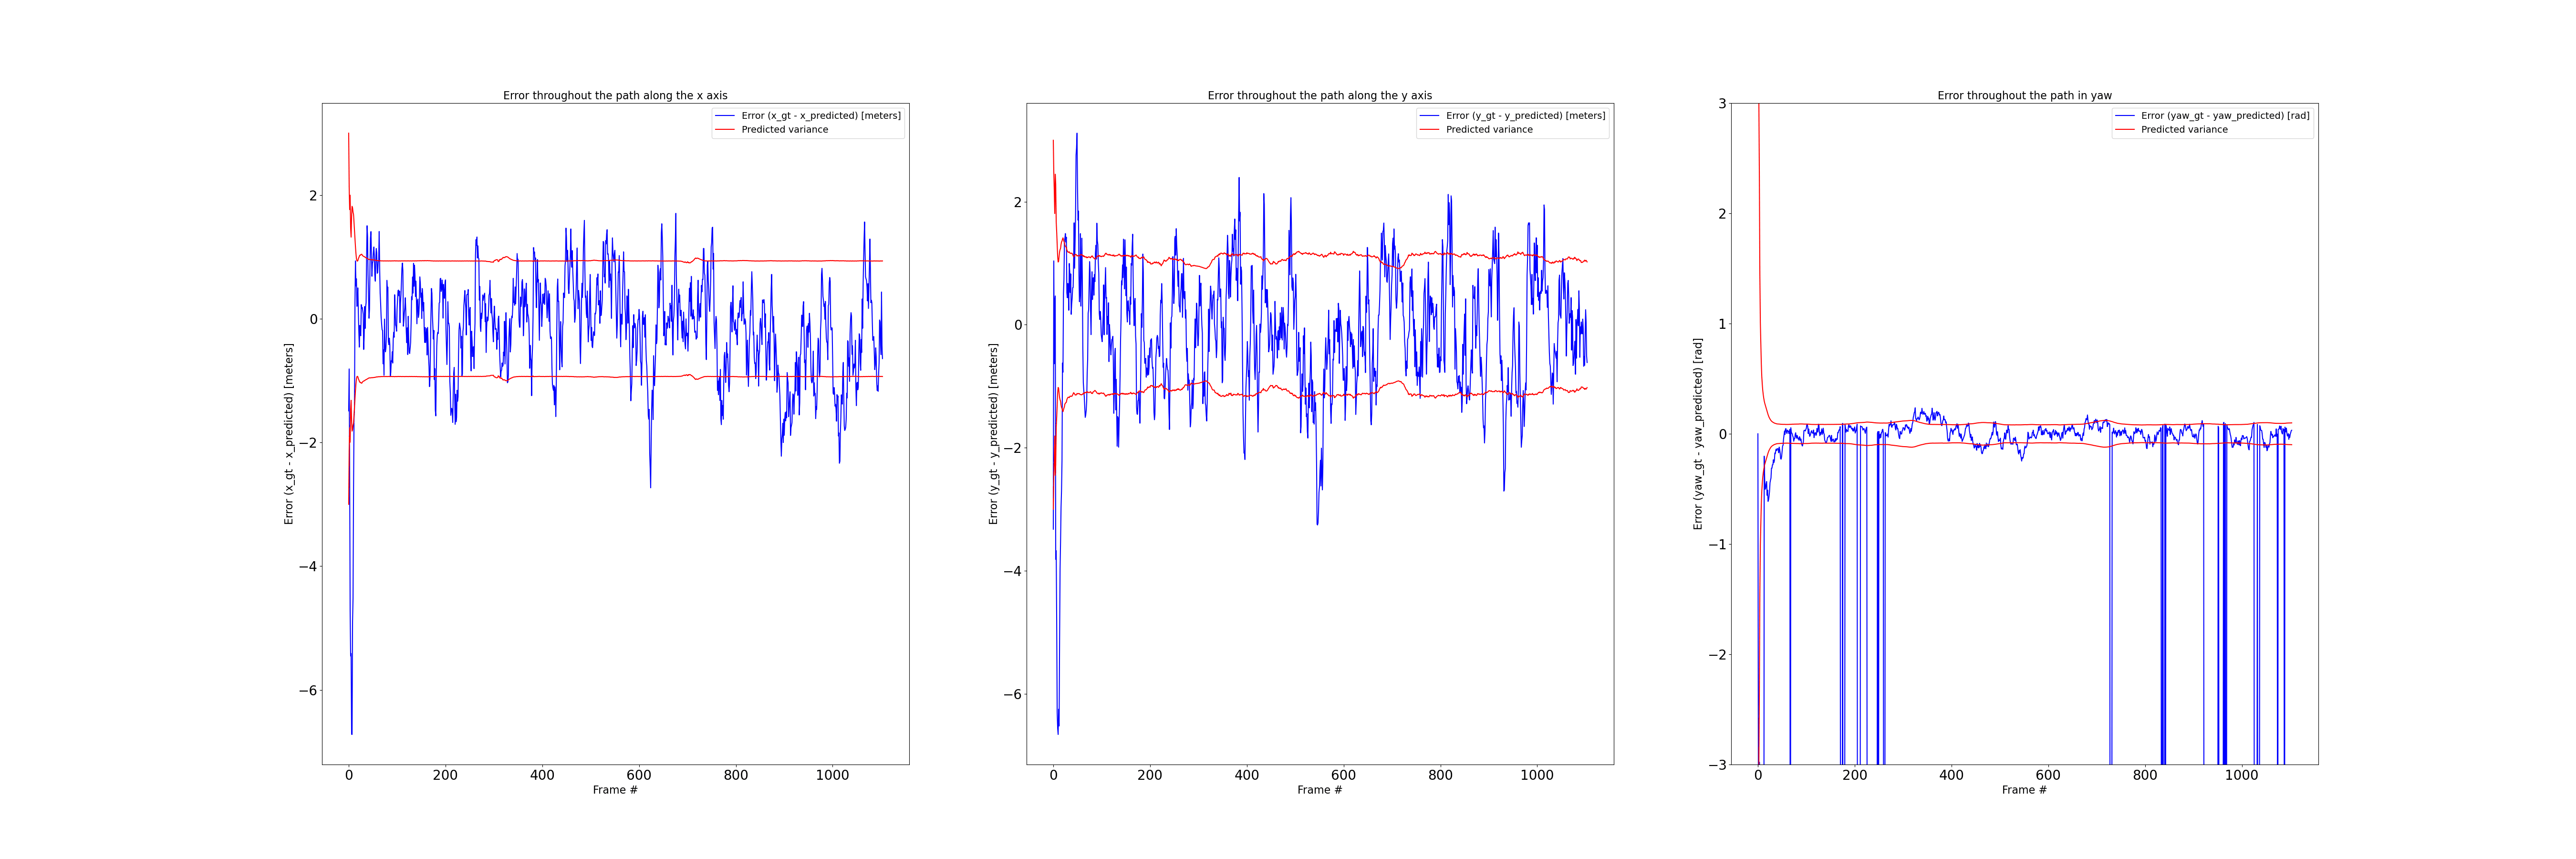 Error throughout the path along the x axis
Error (x_gt - x_predicted) [meters]
Predicted variance
2
0
−2
−4
−6
Error (x_gt - x_predicted) [meters]
0 200 400 600 800 1000
Frame #
Error throughout the path along the y axis
Error (y_gt - y_predicted) [meters]
Predicted variance
2
0
−2
−4
−6
Error (y_gt - y_predicted) [meters]
0 200 400 600 800 1000
Frame #
Error throughout the path in yaw
Error (yaw_gt - yaw_predicted) [rad]
Predicted variance
3
2
1
0
−1
−2
−3
Error (yaw_gt - yaw_predicted) [rad]
0 200 400 600 800 1000
Frame #